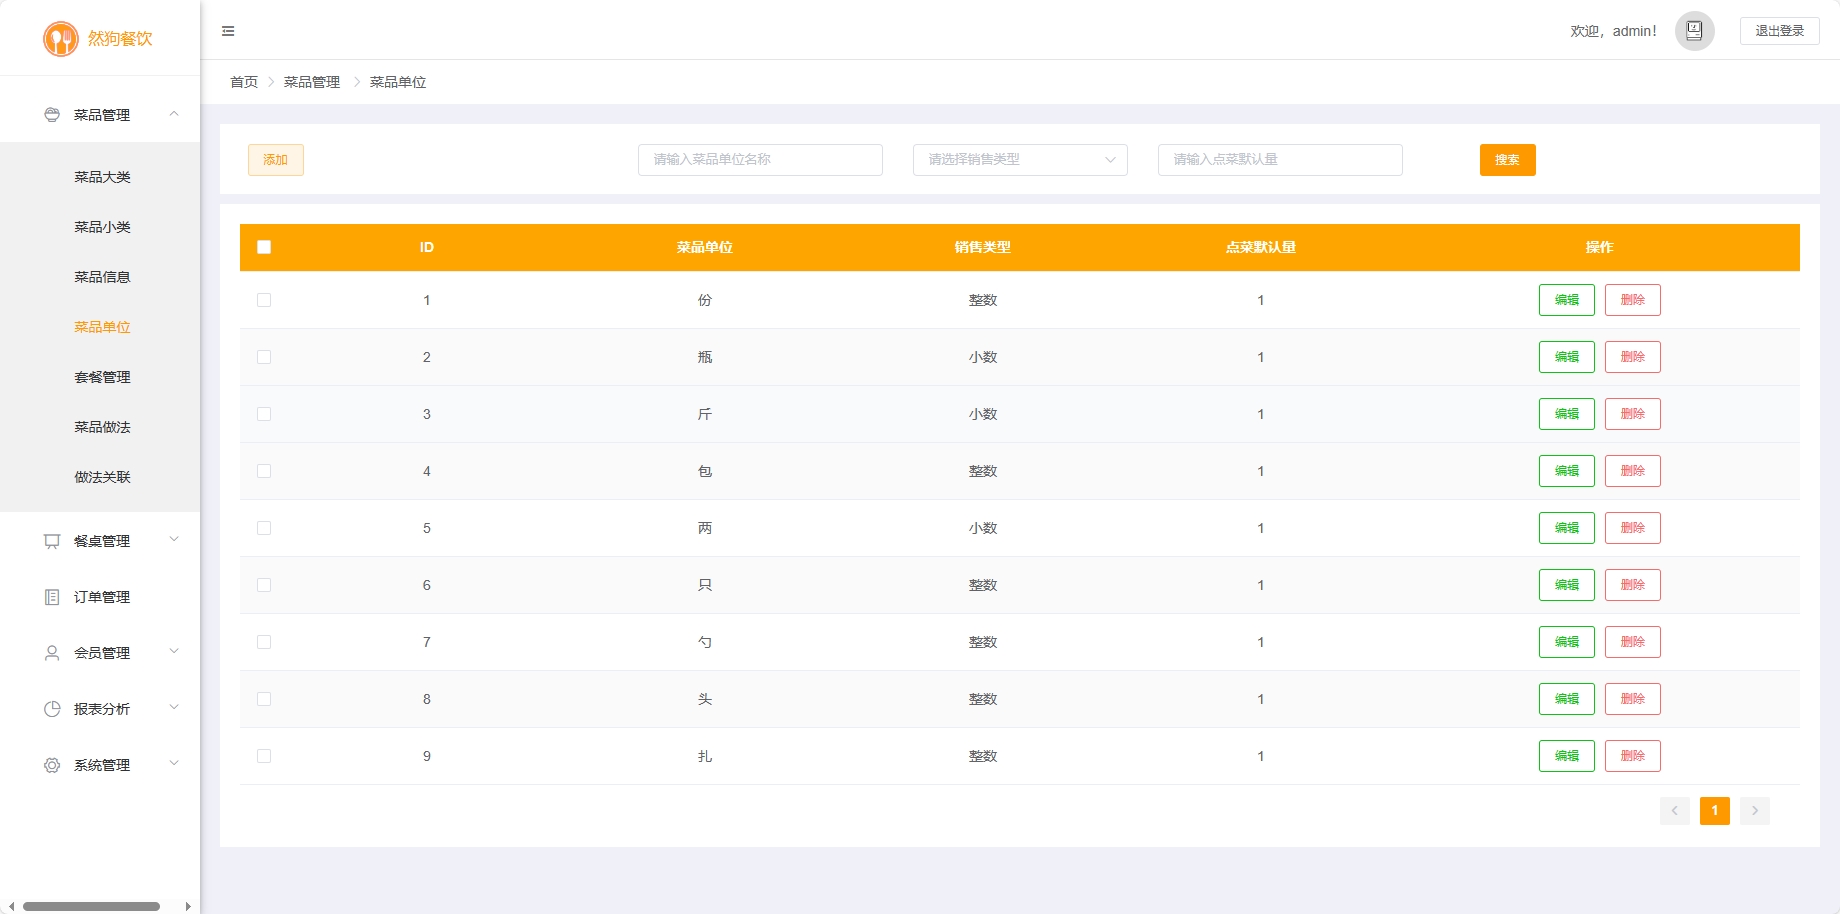 然狗餐饮
欢迎，admin！
退出登录
首页 菜品管理 菜品单位
菜品管理
菜品大类
菜品小类
菜品信息
菜品单位
套餐管理
菜品做法
做法关联
餐桌管理
订单管理
会员管理
报表分析
系统管理
添加 请输入菜品单位名称 请选择销售类型 请输入点菜默认量 搜索
ID 菜品单位 销售类型 点菜默认量 操作
1 份 整数 1 编辑 删除
2 瓶 小数 1 编辑 删除
3 斤 小数 1 编辑 删除
4 包 整数 1 编辑 删除
5 两 小数 1 编辑 删除
6 只 整数 1 编辑 删除
7 勺 整数 1 编辑 删除
8 头 整数 1 编辑 删除
9 扎 整数 1 编辑 删除
1